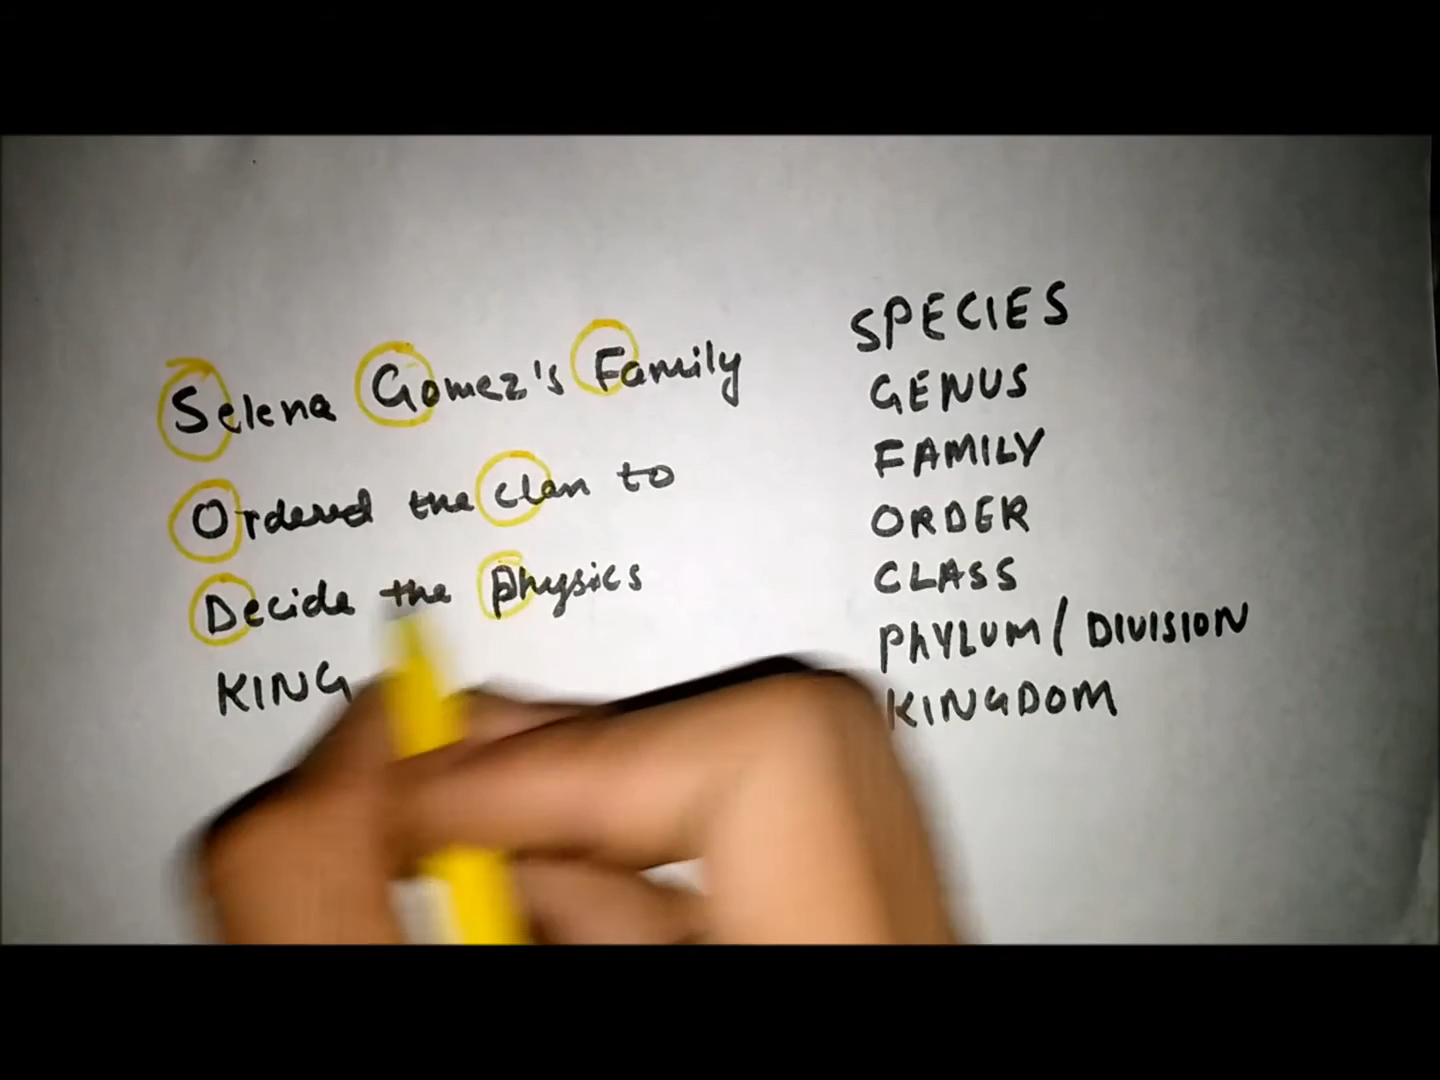 Selena Gomez's Family
Ordered the clan to
Decide the physics
KING
SPECIES
GENUS
FAMILY
ORDER
CLASS
PHYLUM / DIVISION
KINGDOM